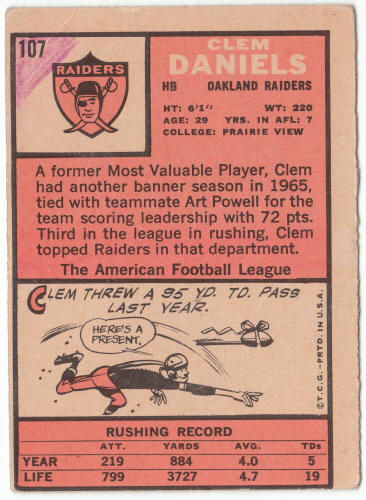 107
RAIDERS
CLEM
DANIELS
HB OAKLAND RAIDERS
HT: 6'1" WT: 220
AGE: 29 YRS. IN AFL: 7
COLLEGE: PRAIRIE VIEW
A former Most Valuable Player, Clem
had another banner season in 1965,
tied with teammate Art Powell for
the team scoring leadership with 72 pts.
Third in the league in rushing, Clem
topped Raiders in that department.
The American Football League
CLEM THREW A 95 YD. TD. PASS
LAST YEAR.
HERE'S A
PRESENT.
©T.C.G.-PRTD. IN U.S.A.
RUSHING RECORD
ATT. YARDS AVG. TDs
YEAR 219 884 4.0 5
LIFE 799 3727 4.7 19